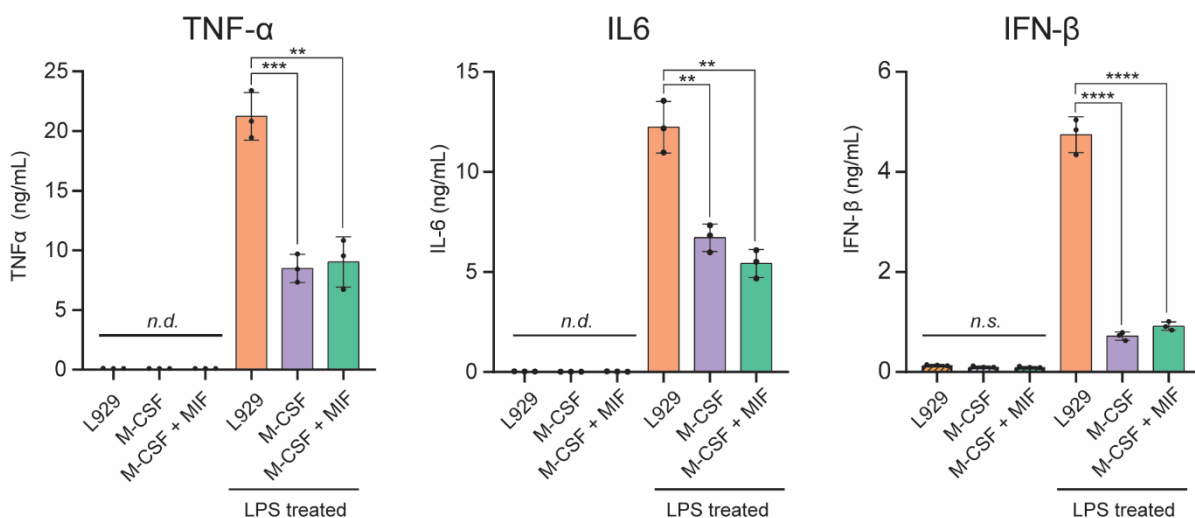 TNF-α
TNFα (ng/mL)
25
20
15
10
5
0
n.d.
***
**
L929
M-CSF
M-CSF + MIF
L929
M-CSF
M-CSF + MIF
LPS treated
IL6
IL-6 (ng/mL)
15
10
5
0
n.d.
**
**
L929
M-CSF
M-CSF + MIF
L929
M-CSF
M-CSF + MIF
LPS treated
IFN-β
IFN-β (ng/mL)
6
4
2
0
n.s.
****
****
L929
M-CSF
M-CSF + MIF
L929
M-CSF
M-CSF + MIF
LPS treated